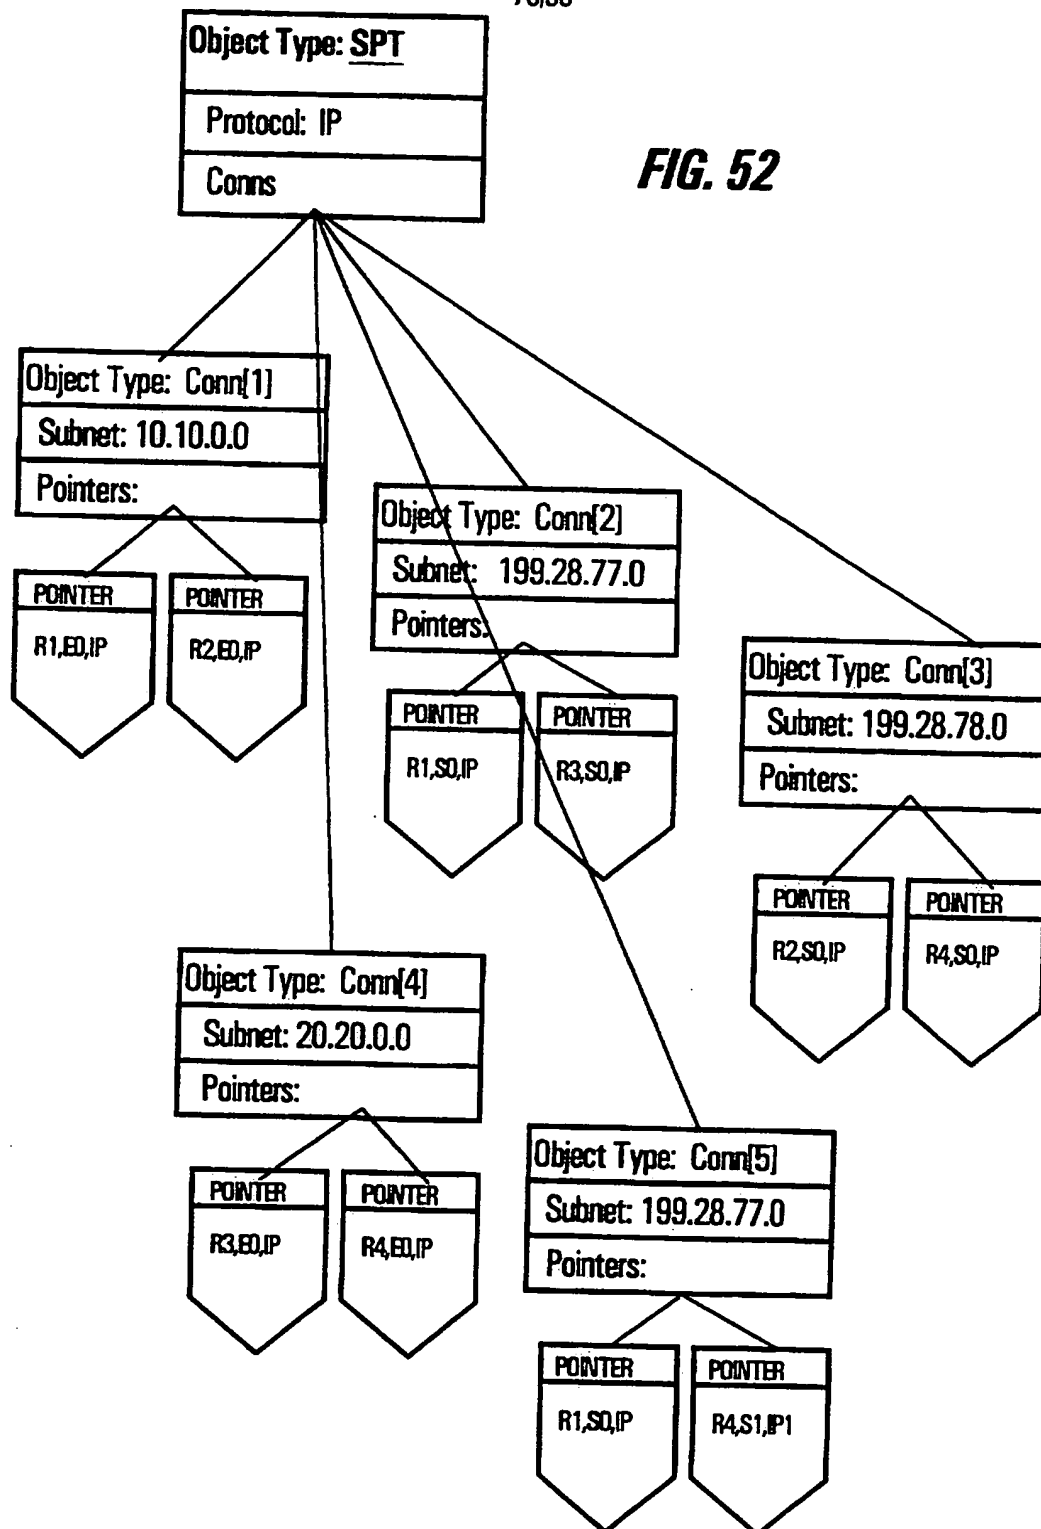 Object Type: SPT
Protocol: IP
Conns
FIG. 52
Object Type: Conn[1]
Subnet: 10.10.0.0
Pointers:
POINTER
R1,E0,IP
POINTER
R2,E0,IP
Object Type: Conn[2]
Subnet: 199.28.77.0
Pointers:
POINTER
R1,S0,IP
POINTER
R3,S0,IP
Object Type: Conn[3]
Subnet: 199.28.78.0
Pointers:
POINTER
R2,S0,IP
POINTER
R4,S0,IP
Object Type: Conn[4]
Subnet: 20.20.0.0
Pointers:
POINTER
R3,E0,IP
POINTER
R4,E0,IP
Object Type: Conn[5]
Subnet: 199.28.77.0
Pointers:
POINTER
R1,S0,IP
POINTER
R4,S1,IP1